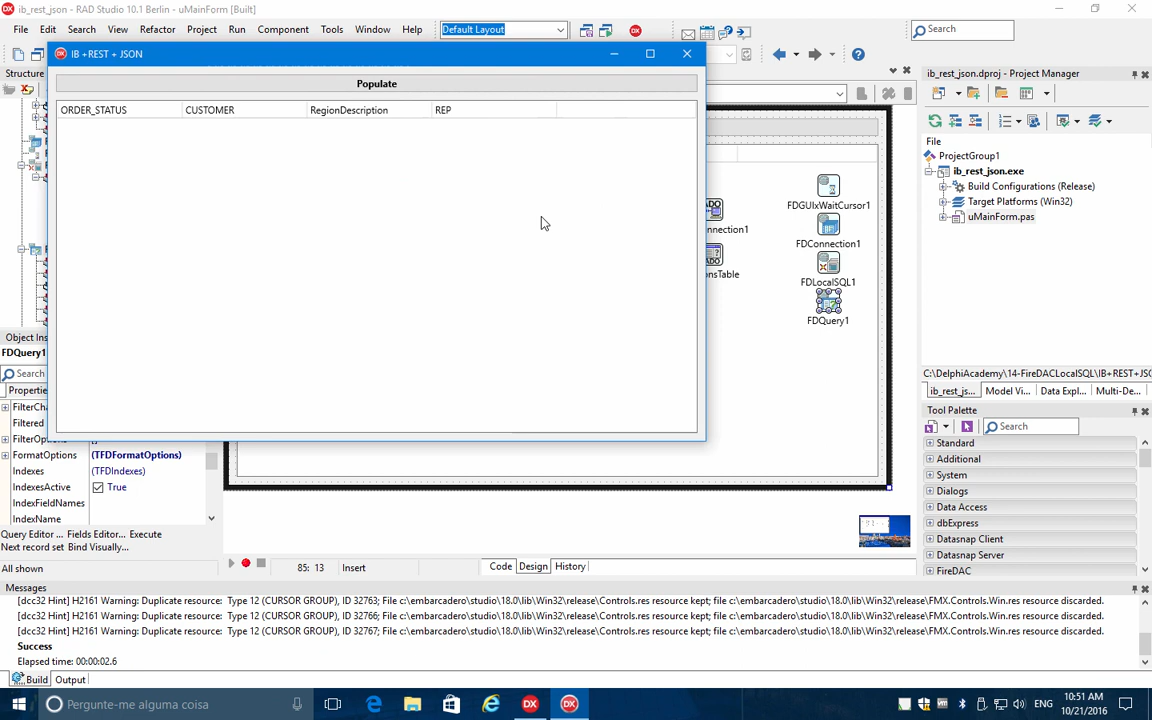 ib_rest_json - RAD Studio 10.1 Berlin - uMainForm [Built]
File Edit Search View Refactor Project Run Component Tools Window Help
Default Layout
Search
IB +REST + JSON
Structure
Populate
ORDER_STATUS CUSTOMER RegionDescription REP
ib_rest_json.dproj - Project Manager
File
ProjectGroup1
ib_rest_json.exe
Build Configurations (Release)
Target Platforms (Win32)
uMainForm.pas
FDGUIxWaitCursor1
nnection1
FDConnection1
onsTable
FDLocalSQL1
FDQuery1
Object Ins
FDQuery1
Search
Properties
FilterCha
Filtered
FilterOptio
FormatOptions (TFDFormatOptions)
Indexes (TFDIndexes)
IndexesActive True
IndexFieldNames
IndexName
Query Editor ... Fields Editor... Execute
Next record set Bind Visually...
All shown
C:\DelphiAcademy\14-FireDACLocalSQL\IB+REST+JSO
ib_rest_js... Model Vi... Data Expl... Multi-De...
Tool Palette
Search
Standard
Additional
System
Dialogs
Data Access
dbExpress
Datasnap Client
Datasnap Server
FireDAC
85: 13 Insert
Code Design History
Messages
[dcc32 Hint] H2161 Warning: Duplicate resource: Type 12 (CURSOR GROUP), ID 32763; File c:\embarcadero\studio\18.0\lib\Win32\release\Controls.res resource kept; file c:\embarcadero\studio\18.0\lib\Win32\release\FMX.Controls.Win.res resource discarded.
[dcc32 Hint] H2161 Warning: Duplicate resource: Type 12 (CURSOR GROUP), ID 32766; File c:\embarcadero\studio\18.0\lib\Win32\release\Controls.res resource kept; file c:\embarcadero\studio\18.0\lib\Win32\release\FMX.Controls.Win.res resource discarded.
[dcc32 Hint] H2161 Warning: Duplicate resource: Type 12 (CURSOR GROUP), ID 32767; File c:\embarcadero\studio\18.0\lib\Win32\release\Controls.res resource kept; file c:\embarcadero\studio\18.0\lib\Win32\release\FMX.Controls.Win.res resource discarded.
Success
Elapsed time: 00:00:02.6
Build Output
Pergunte-me alguma coisa
ENG
10:51 AM
10/21/2016